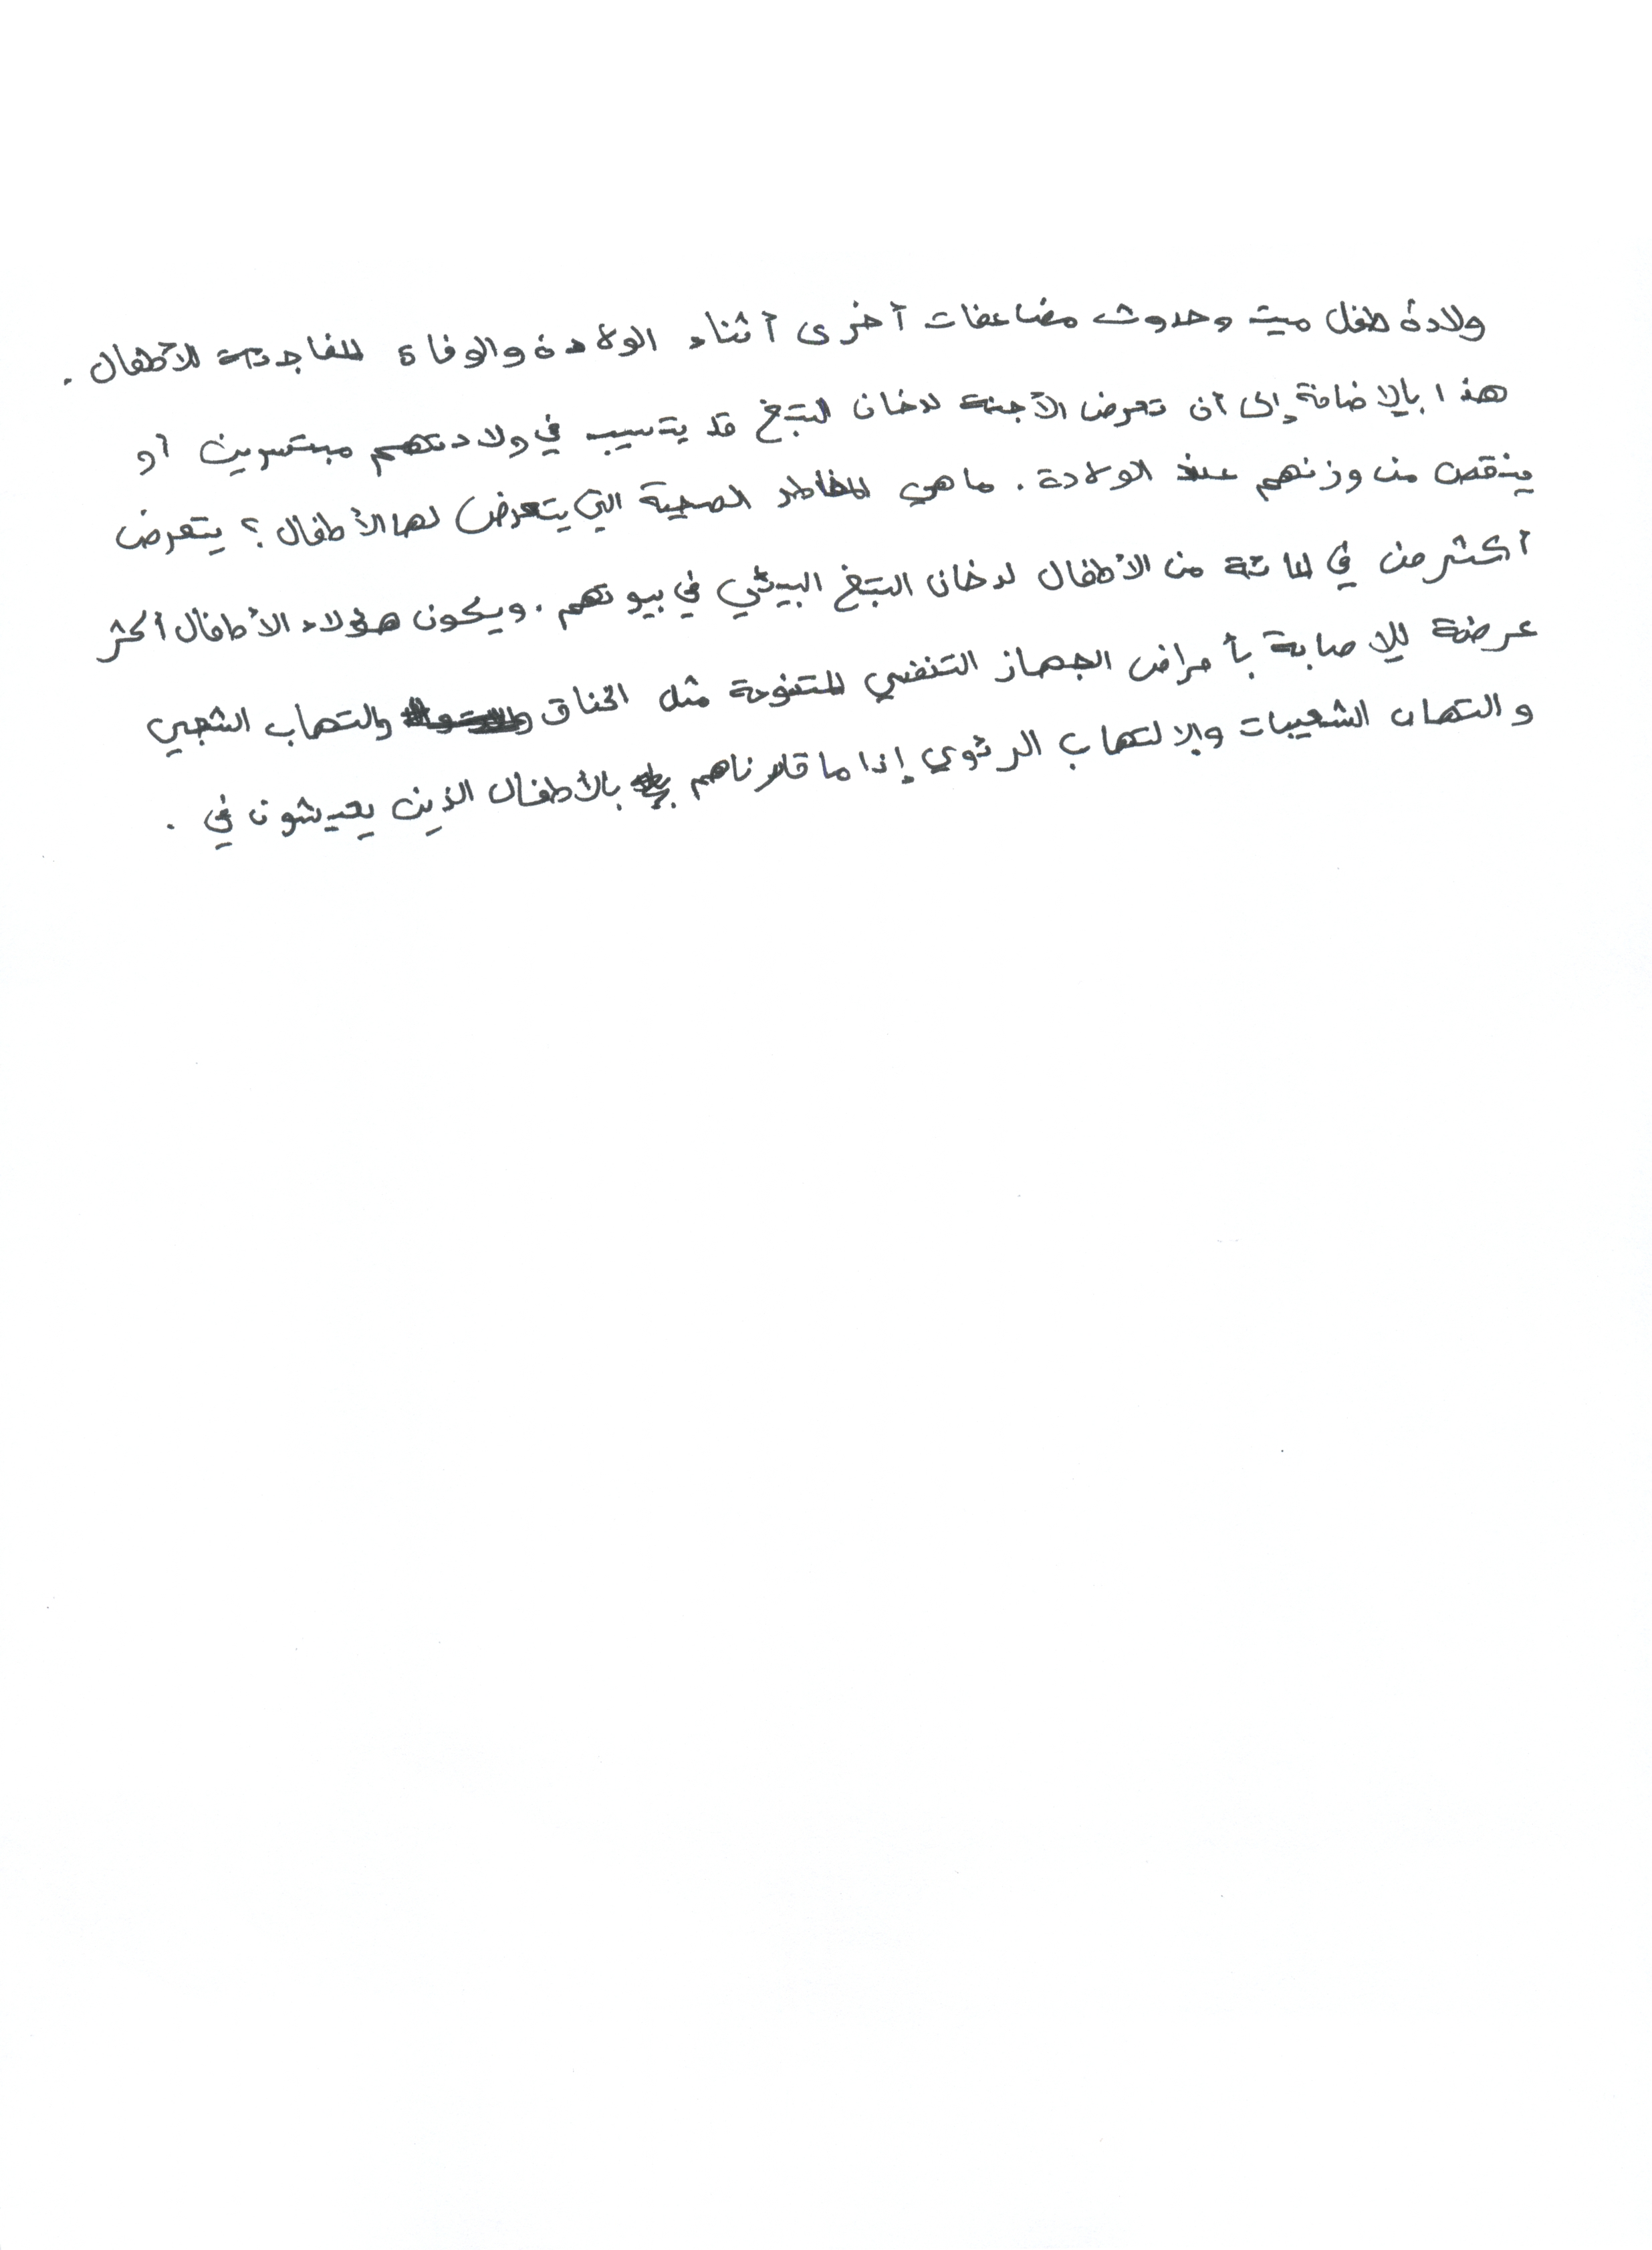 ولادة طفل ميت وحدوث مضاعفات أخرى أثناء الولادة والوفاة المفاجئة للأطفال .
هذا بالإضافة إلى أن تعرض الأجنة لدخان التبغ قد يتسبب في ولادتهم مبتسرين أو
ينقص من وزنهم عند الولادة . ما هي المخاطر الصحية التي يتعرض لها الأطفال ؟ يتعرض
أكثر من في المائة من الأطفال لدخان التبغ البيئي في بيوتهم . ويكون هؤلاء الأطفال أكثر
عرضة للإصابة بأمراض الجهاز التنفسي المتنوعة مثل الخناق والتهاب الشعبي
والتهاب الشعيبات والالتهاب الرئوي إذا ما قارناهم بالأطفال الذين يعيشون في .